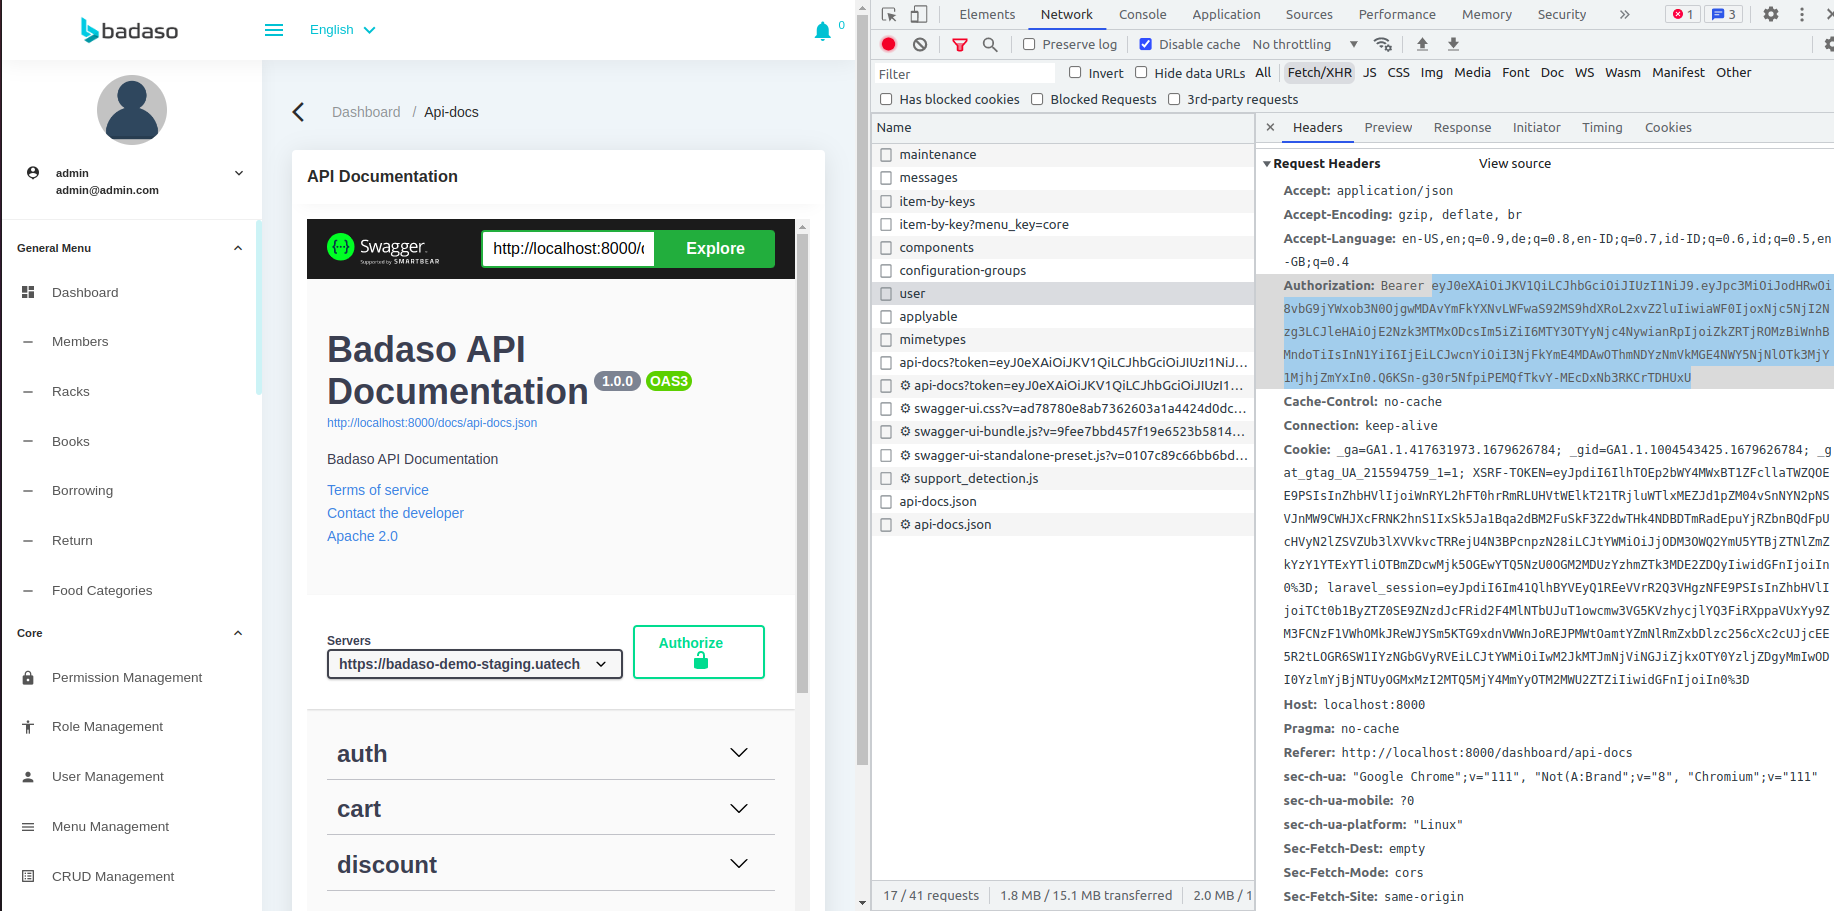 badaso
English
0
admin
admin@admin.com
General Menu
Dashboard
Members
Racks
Books
Borrowing
Return
Food Categories
Core
Permission Management
Role Management
User Management
Menu Management
CRUD Management
Dashboard / Api-docs
API Documentation
Swagger
Supported by SMARTBEAR
http://localhost:8000/
Explore
Badaso API
Documentation 1.0.0 OAS3
http://localhost:8000/docs/api-docs.json
Badaso API Documentation
Terms of service
Contact the developer
Apache 2.0
Servers
https://badaso-demo-staging.uatech
Authorize
auth
cart
discount
Elements Network Console Application Sources Performance Memory Security 1 3
Preserve log Disable cache No throttling
Filter Invert Hide data URLs All Fetch/XHR JS CSS Img Media Font Doc WS Wasm Manifest Other
Has blocked cookies Blocked Requests 3rd-party requests
Name
maintenance
messages
item-by-keys
item-by-key?menu_key=core
components
configuration-groups
user
applyable
mimetypes
api-docs?token=eyJ0eXAiOiJKV1QiLCJhbGciOiJIUzI1NiJ...
api-docs?token=eyJ0eXAiOiJKV1QiLCJhbGciOiJIUzI1...
swagger-ui.css?v=ad78780e8ab7362603a1a4424d0dc...
swagger-ui-bundle.js?v=9fee7bbd457f19e6523b5814...
swagger-ui-standalone-preset.js?v=0107c89c66bb6bd...
support_detection.js
api-docs.json
api-docs.json
17 / 41 requests 1.8 MB / 15.1 MB transferred 2.0 MB / 1
Headers Preview Response Initiator Timing Cookies
Request Headers View source
Accept: application/json
Accept-Encoding: gzip, deflate, br
Accept-Language: en-US,en;q=0.9,de;q=0.8,en-ID;q=0.7,id-ID;q=0.6,id;q=0.5,en
-GB;q=0.4
Authorization: Bearer
Cache-Control: no-cache
Connection: keep-alive
Cookie: _ga=GA1.1.417631973.1679626784; _gid=GA1.1.1004543425.1679626784; _g
at_gtag_UA_215594759_1=1;
Host: localhost:8000
Pragma: no-cache
Referer: http://localhost:8000/dashboard/api-docs
sec-ch-ua: "Google Chrome";v="111", "Not(A:Brand";v="8", "Chromium";v="111"
sec-ch-ua-mobile: ?0
sec-ch-ua-platform: "Linux"
Sec-Fetch-Dest: empty
Sec-Fetch-Mode: cors
Sec-Fetch-Site: same-origin